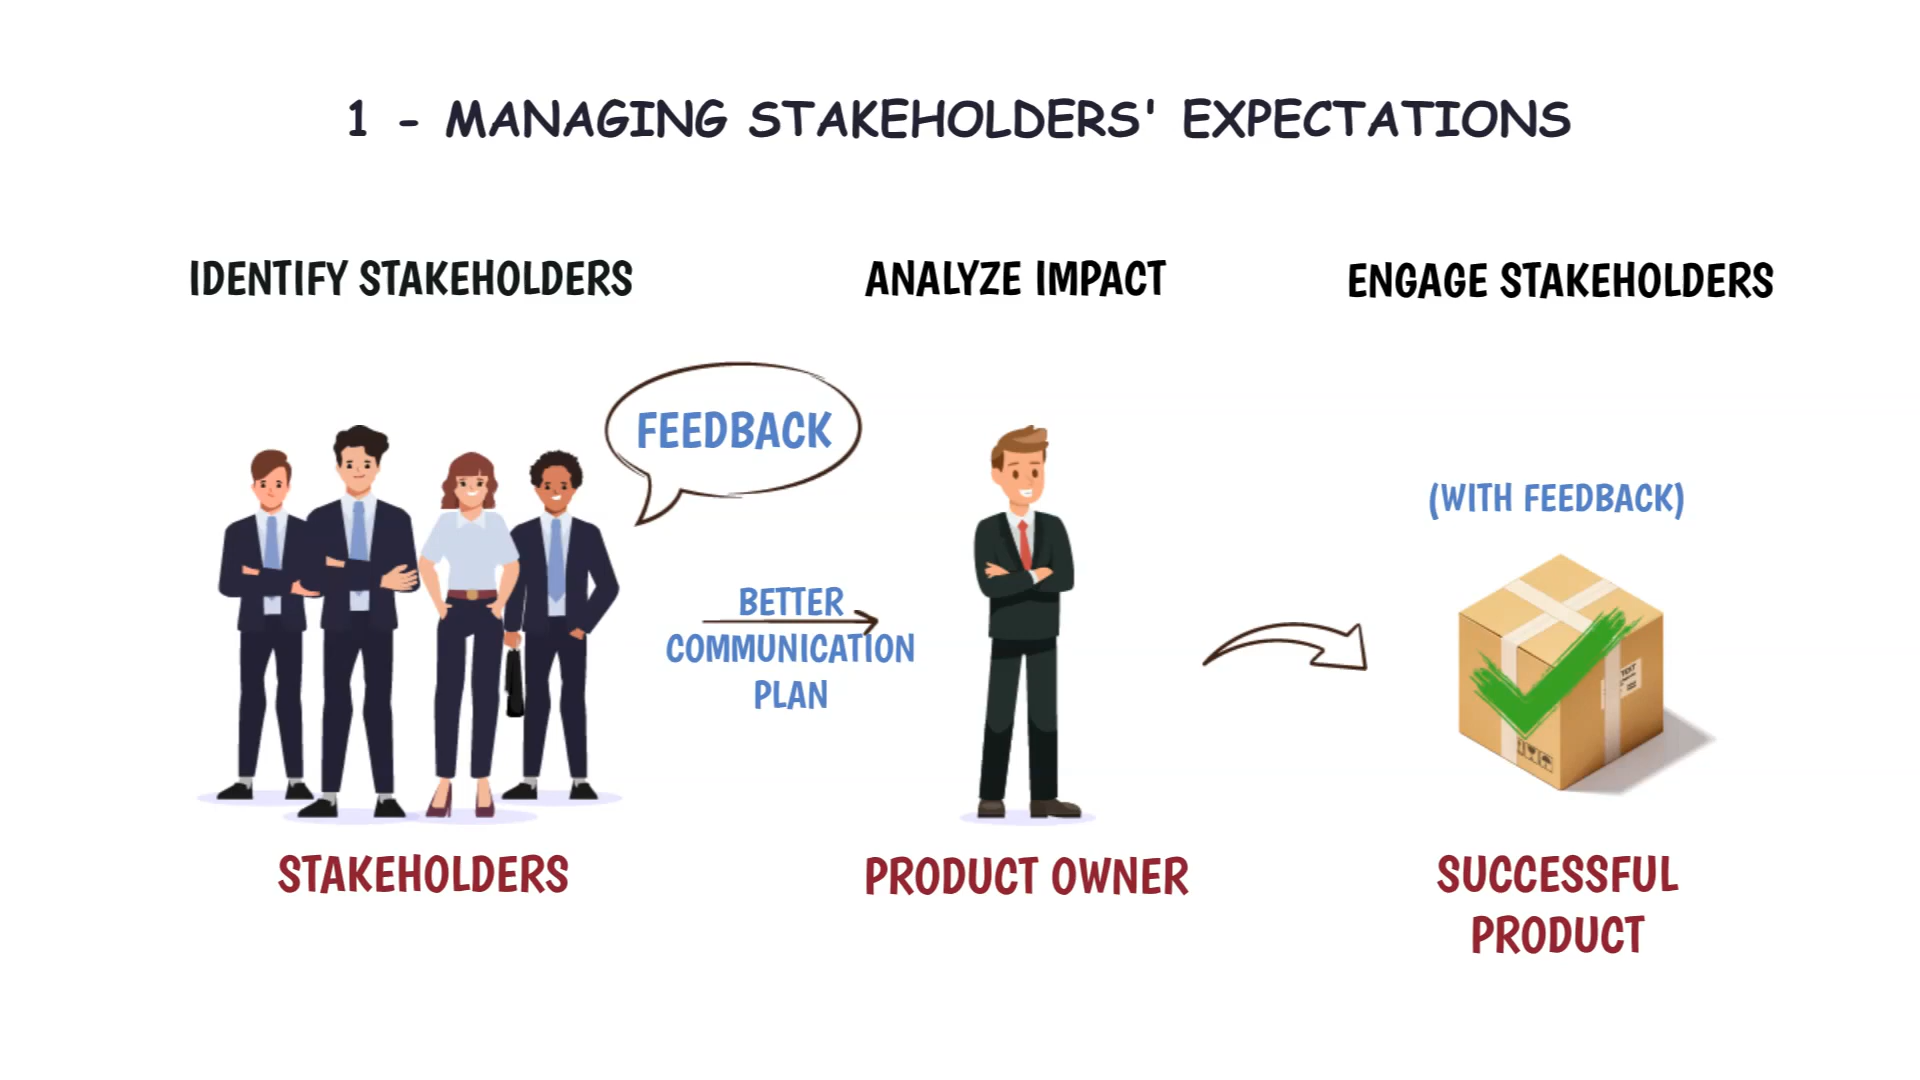 1 - MANAGING STAKEHOLDERS' EXPECTATIONS
IDENTIFY STAKEHOLDERS
ANALYZE IMPACT
ENGAGE STAKEHOLDERS
FEEDBACK
BETTER
COMMUNICATION
PLAN
(WITH FEEDBACK)
TEXT
STAKEHOLDERS
PRODUCT OWNER
SUCCESSFUL
PRODUCT